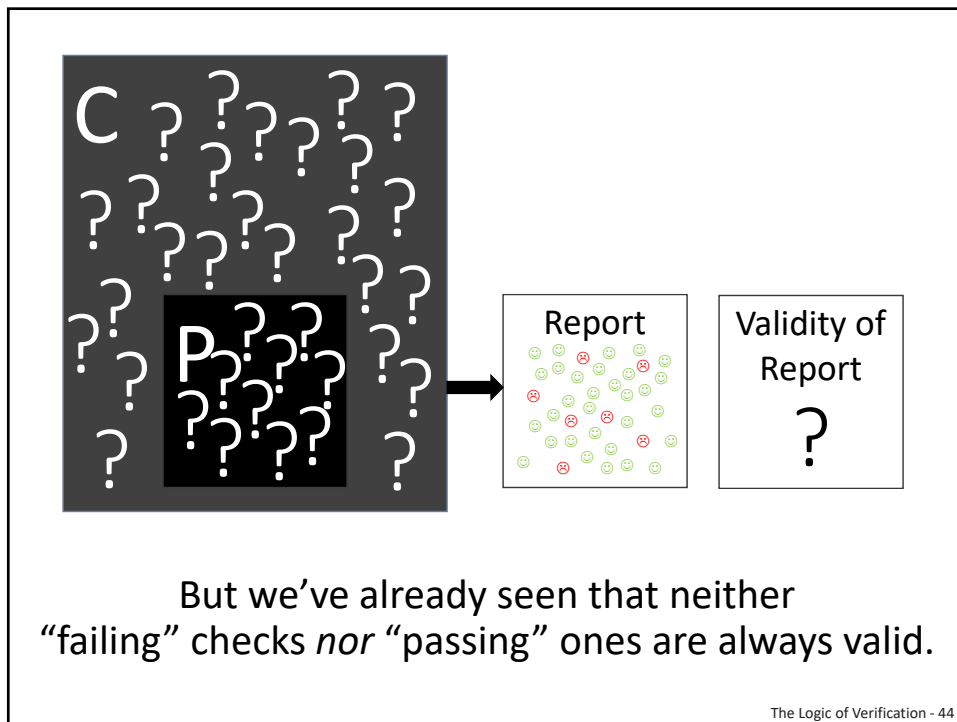 C
? ? ? ? ? ? ? ? ? ? ? ? ? ? ? ? ? ? ? ? ? ? ? ? ? ?
P
? ? ? ? ? ? ? ? ? ? ?
Report
Validity of
Report
?
But we’ve already seen that neither
“failing” checks nor “passing” ones are always valid.
The Logic of Verification - 44